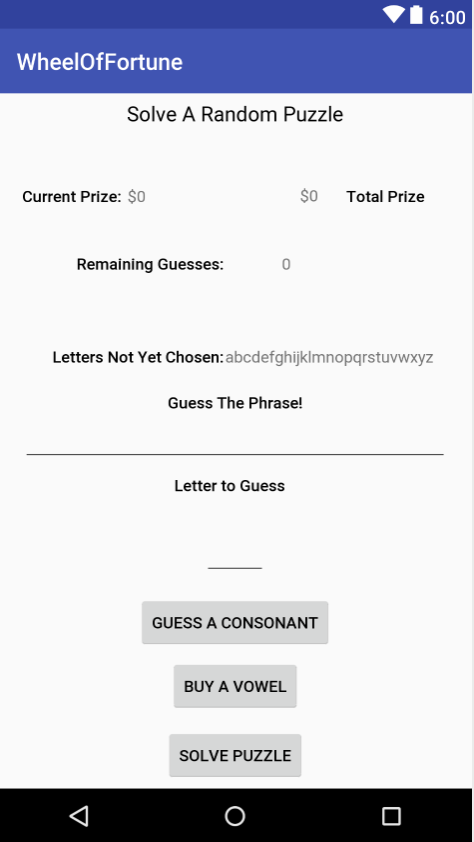 6:00
WheelOfFortune
Solve A Random Puzzle
Current Prize: $0 $0 Total Prize
Remaining Guesses: 0
Letters Not Yet Chosen: abcdefghijklmnopqrstuvwxyz
Guess The Phrase!
Letter to Guess
GUESS A CONSONANT
BUY A VOWEL
SOLVE PUZZLE